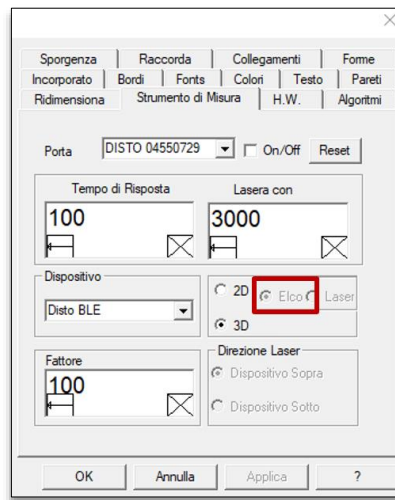 Sporgenza Raccorda Collegamenti Forme
Incorporato Bordi Fonts Colori Testo Pareti
Ridimensiona Strumento di Misura H.W. Algoritmi
Porta DISTO 04550729 On/Off Reset
Tempo di Risposta Lasera con
100 3000
Dispositivo
2D Elco Laser
Disto BLE
3D
Direzione Laser
Fattore
100 Dispositivo Sopra
Dispositivo Sotto
OK Annulla Applica ?